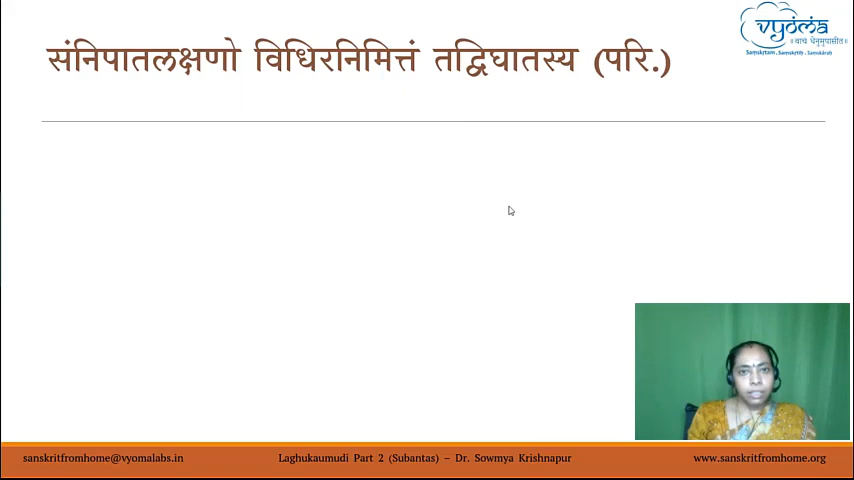 vyoma
॥ वाचं धेनुमुपासीत ॥
Samskrtam . Samskrtih . Samskarah
संनिपातलक्षणो विधिरनिमित्तं तद्विघातस्य (परि.)
sanskritfromhome@vyomalabs.in
Laghukaumudi Part 2 (Subantas) – Dr. Sowmya Krishnapur
www.sanskritfromhome.org